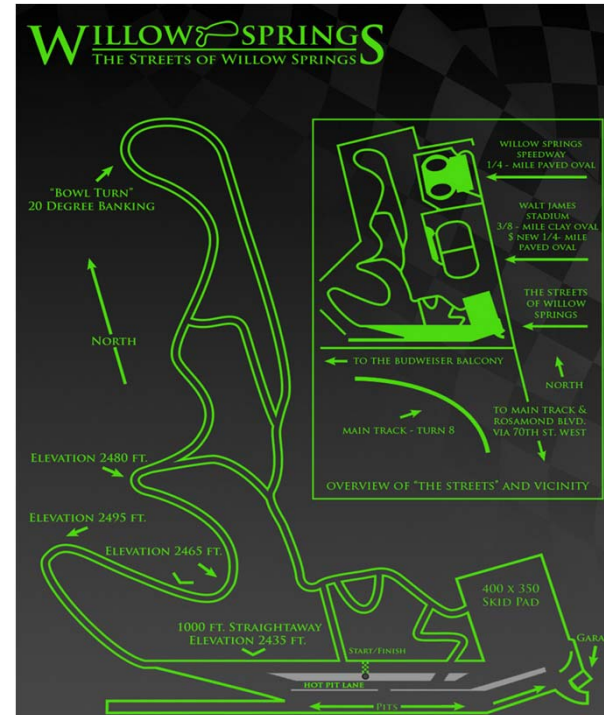 WILLOW SPRINGS
THE STREETS OF WILLOW SPRINGS
"BOWL TURN"
20 DEGREE BANKING
NORTH
ELEVATION 2480 FT.
ELEVATION 2495 FT.
ELEVATION 2465 FT.
1000 FT. STRAIGHTAWAY
ELEVATION 2435 FT.
START/FINISH
HOT PIT LANE
PITS
400 X 350
SKID PAD
GARA
WILLOW SPRINGS
SPEEDWAY
1/4 - MILE PAVED OVAL
WALT JAMES
STADIUM
3/8 - MILE CLAY OVAL
$ NEW 1/4- MILE
PAVED OVAL
THE STREETS
OF WILLOW
SPRINGS
TO THE BUDWEISER BALCONY
NORTH
MAIN TRACK - TURN 8
TO MAIN TRACK &
ROSAMOND BLVD.
VIA 70TH ST. WEST
OVERVIEW OF "THE STREETS" AND VICINITY